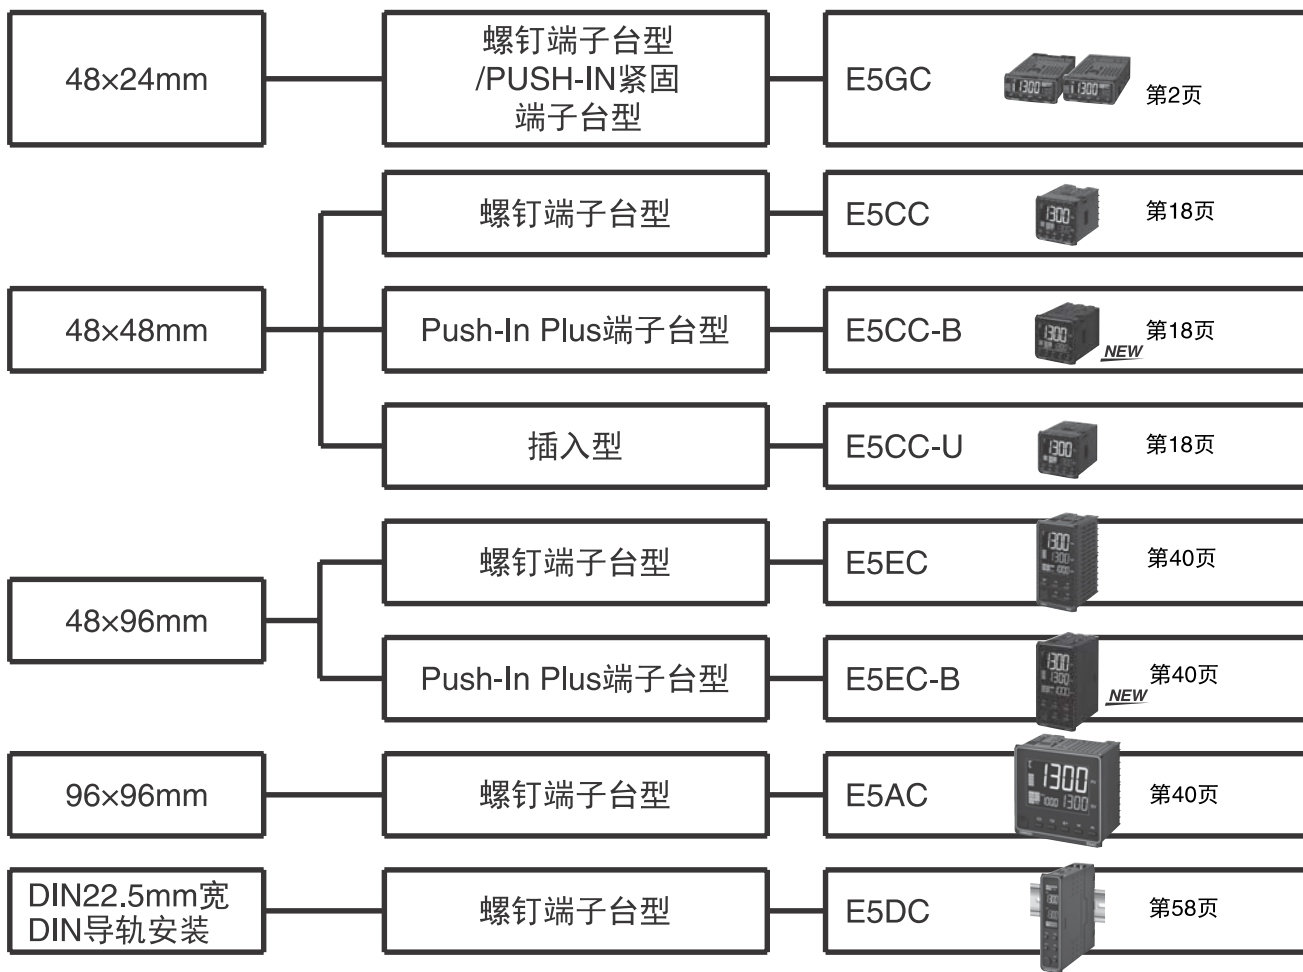 48×24mm
螺钉端子台型
/PUSH-IN紧固
端子台型
E5GC
第2页
螺钉端子台型
E5CC
第18页
48×48mm
Push-In Plus端子台型
E5CC-B
NEW
第18页
插入型
E5CC-U
第18页
48×96mm
螺钉端子台型
E5EC
第40页
Push-In Plus端子台型
E5EC-B
NEW
第40页
96×96mm
螺钉端子台型
E5AC
1300
1000 1300
第40页
DIN22.5mm宽
DIN导轨安装
螺钉端子台型
E5DC
第58页